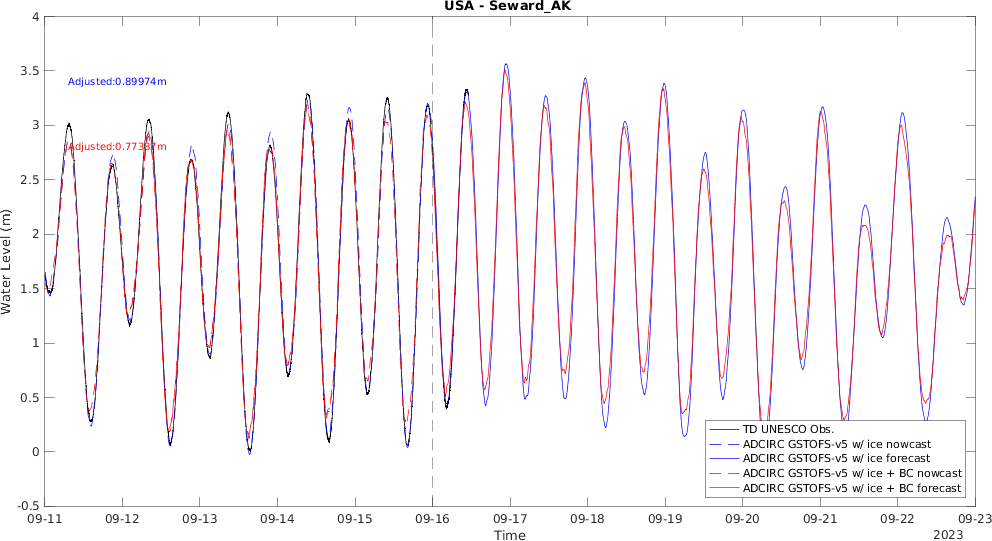 USA - Seward_AK
4
3.5
3
2.5
2
1.5
1
0.5
0
-0.5
Water Level (m)
Adjusted:0.89974m
Adjusted:0.77337m
TD UNESCO Obs.
ADCIRC GSTOFS-v5 w/ ice nowcast
ADCIRC GSTOFS-v5 w/ ice forecast
ADCIRC GSTOFS-v5 w/ ice + BC nowcast
ADCIRC GSTOFS-v5 w/ ice + BC forecast
09-11 09-12 09-13 09-14 09-15 09-16 09-17 09-18 09-19 09-20 09-21 09-22 09-23
Time
2023